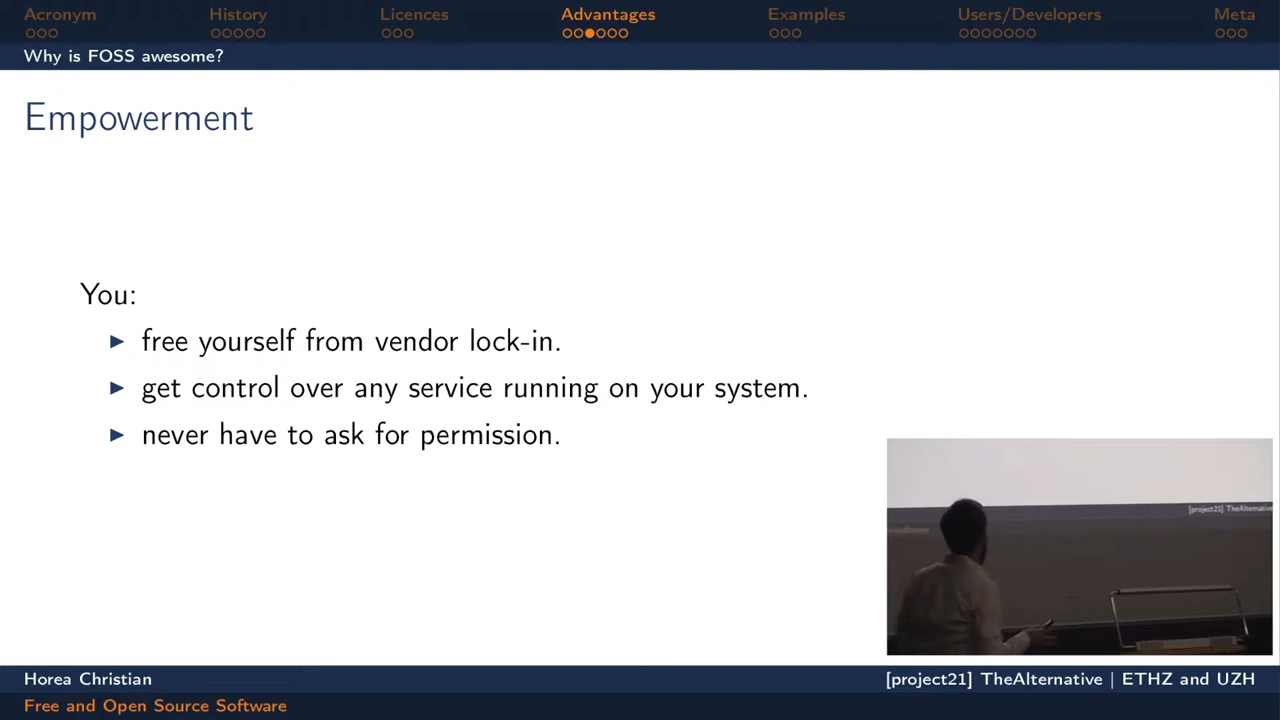 Acronym History Licences Advantages Examples Users/Developers Meta
Why is FOSS awesome?
Empowerment
You:
free yourself from vendor lock-in.
get control over any service running on your system.
never have to ask for permission.
[project21] TheAlternative
Horea Christian [project21] TheAlternative | ETHZ and UZH
Free and Open Source Software